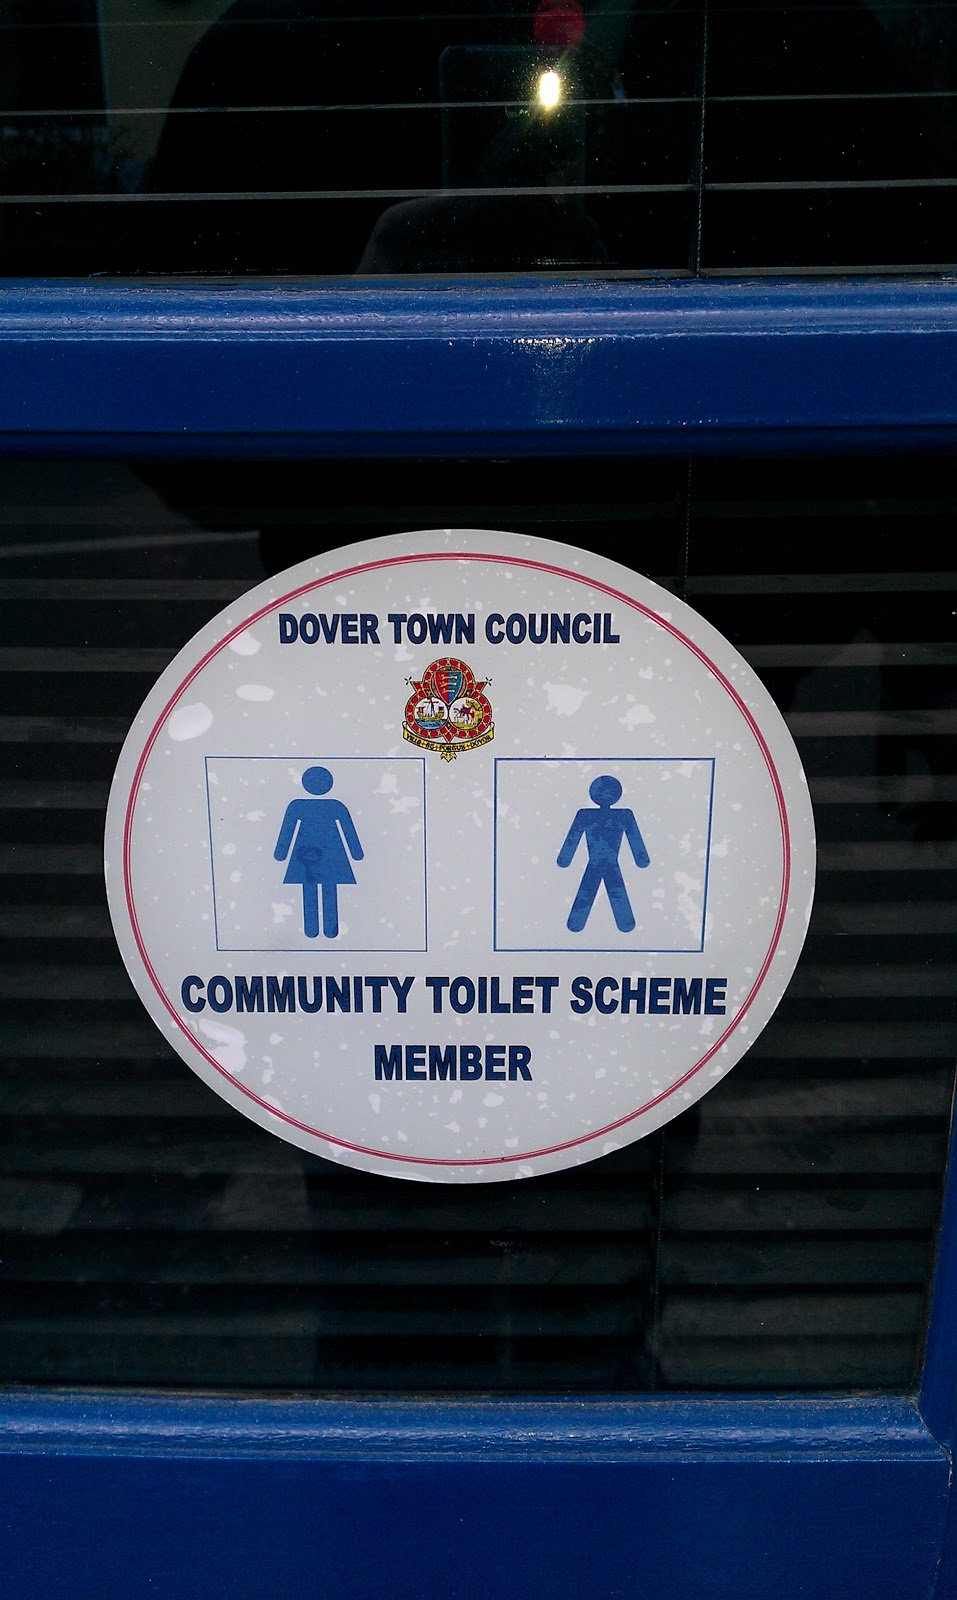 DOVER TOWN COUNCIL
COMMUNITY TOILET SCHEME
MEMBER